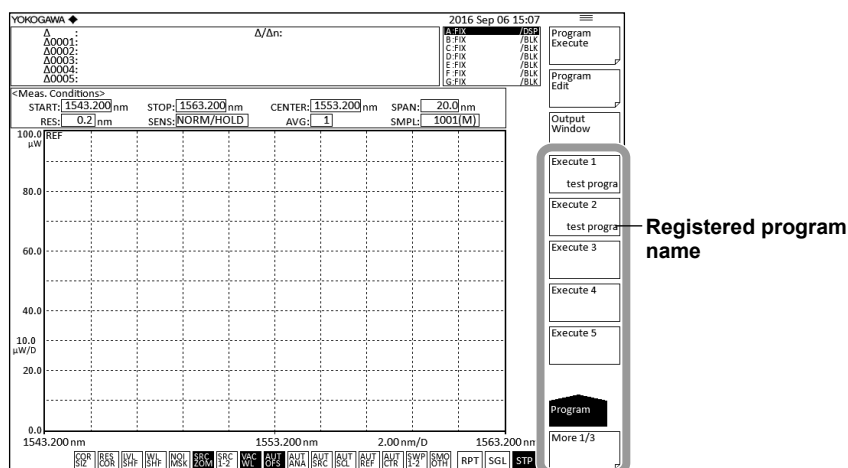 YOKOGAWA ◆ 2016 Sep 06 15:07
Δ : Δ/Δn:
Δ0001:
Δ0002:
Δ0003:
Δ0004:
Δ0005:
A:FIX /DSP
B:FIX /BLK
C:FIX /BLK
D:FIX /BLK
E:FIX /BLK
F:FIX /BLK
G:FIX /BLK
<Meas. Conditions>
START: 1543.200 nm STOP: 1563.200 nm CENTER: 1553.200 nm SPAN: 20.0 nm
RES: 0.2 nm SENS: NORM/HOLD AVG: 1 SMPL: 1001(M)
100.0 REF
μW
80.0
60.0
40.0
10.0
μW/D
20.0
0.0
1543.200 nm 1553.200 nm 2.00 nm/D 1563.200 nm
COR SIZ RES COR LVL SHF WL SHF NOI MSK SRC ZOM SRC 1-2 VAC WL AUT OFS AUT ANA AUT SRC AUT SCL AUT REF AUT CTR SWP 1-2 SMO OTH RPT SGL STP
Program
Execute
Program
Edit
Output
Window
Execute 1
test progra
Execute 2
test progra
Execute 3
Execute 4
Execute 5
Program
More 1/3
Registered program
name